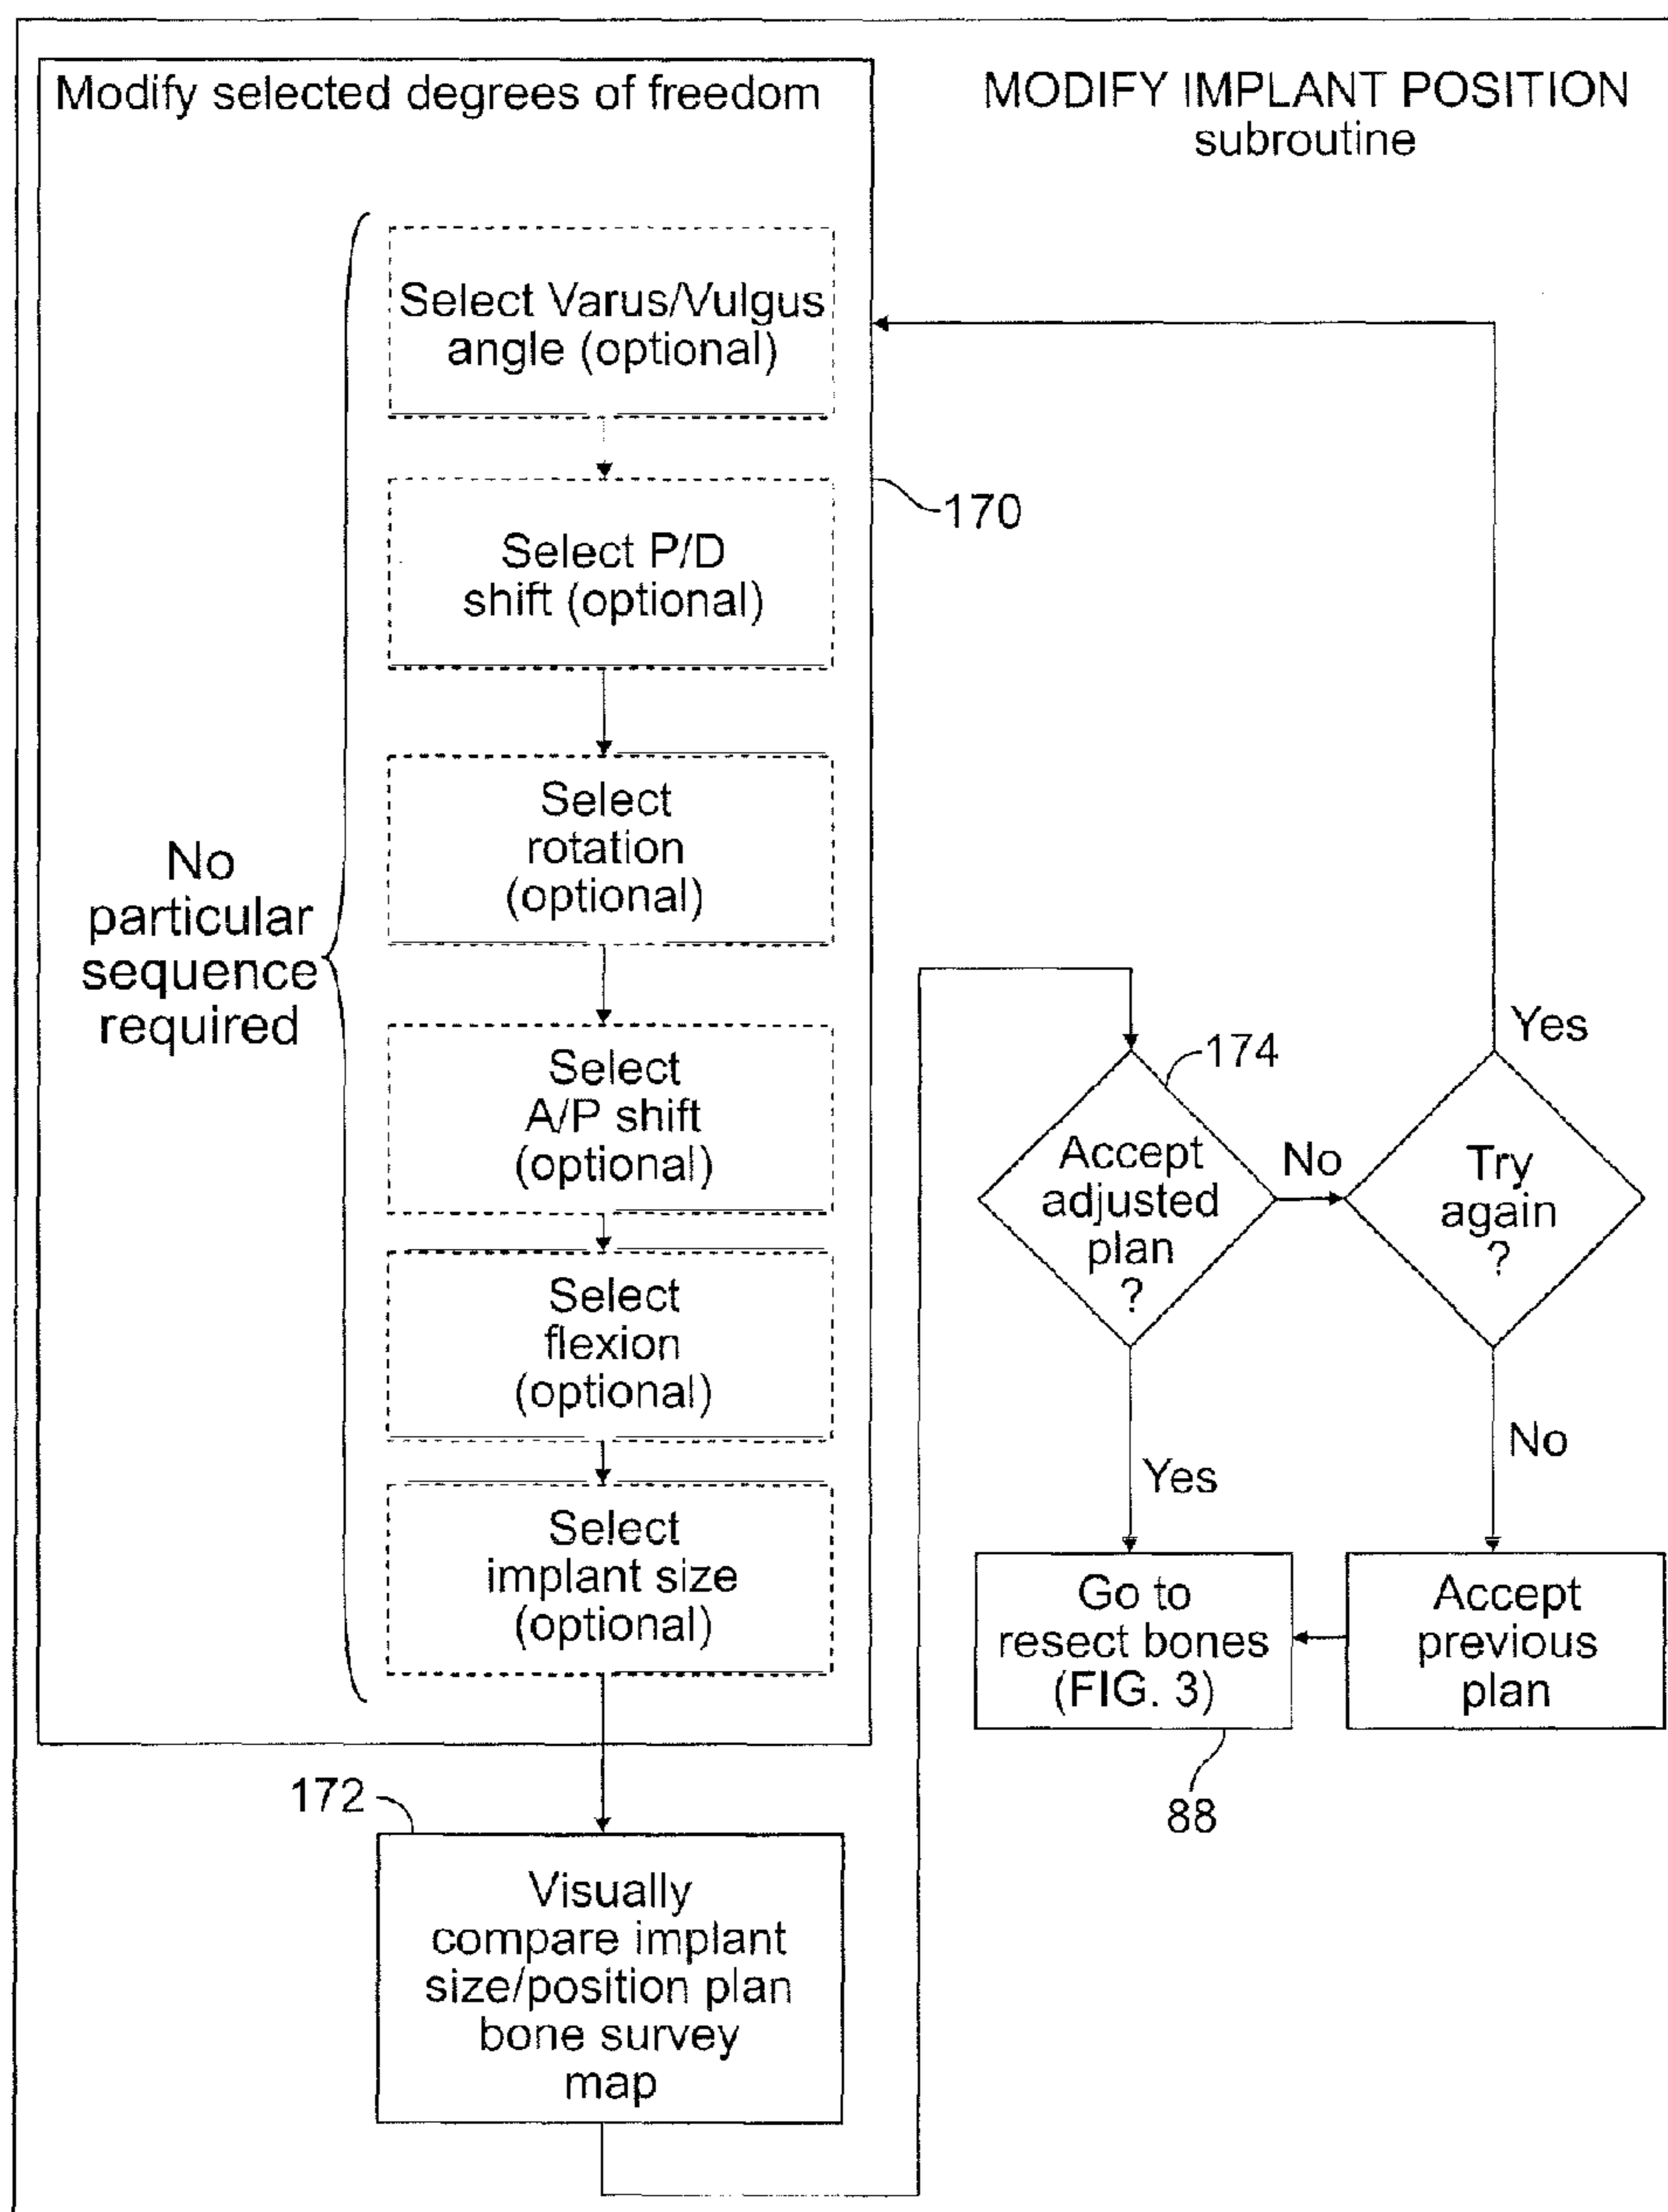 Modify selected degrees of freedom
MODIFY IMPLANT POSITION
subroutine
Select Varus/Vulgus
angle (optional)
170
Select P/D
shift (optional)
Select
rotation
(optional)
No
particular
sequence
required
Select
A/P shift
(optional)
Select
flexion
(optional)
Select
implant size
(optional)
172
Visually
compare implant
size/position plan
bone survey
map
174
Accept
adjusted
plan
?
No
Yes
Try
again
?
Yes
No
Go to
resect bones
(FIG. 3)
88
Accept
previous
plan